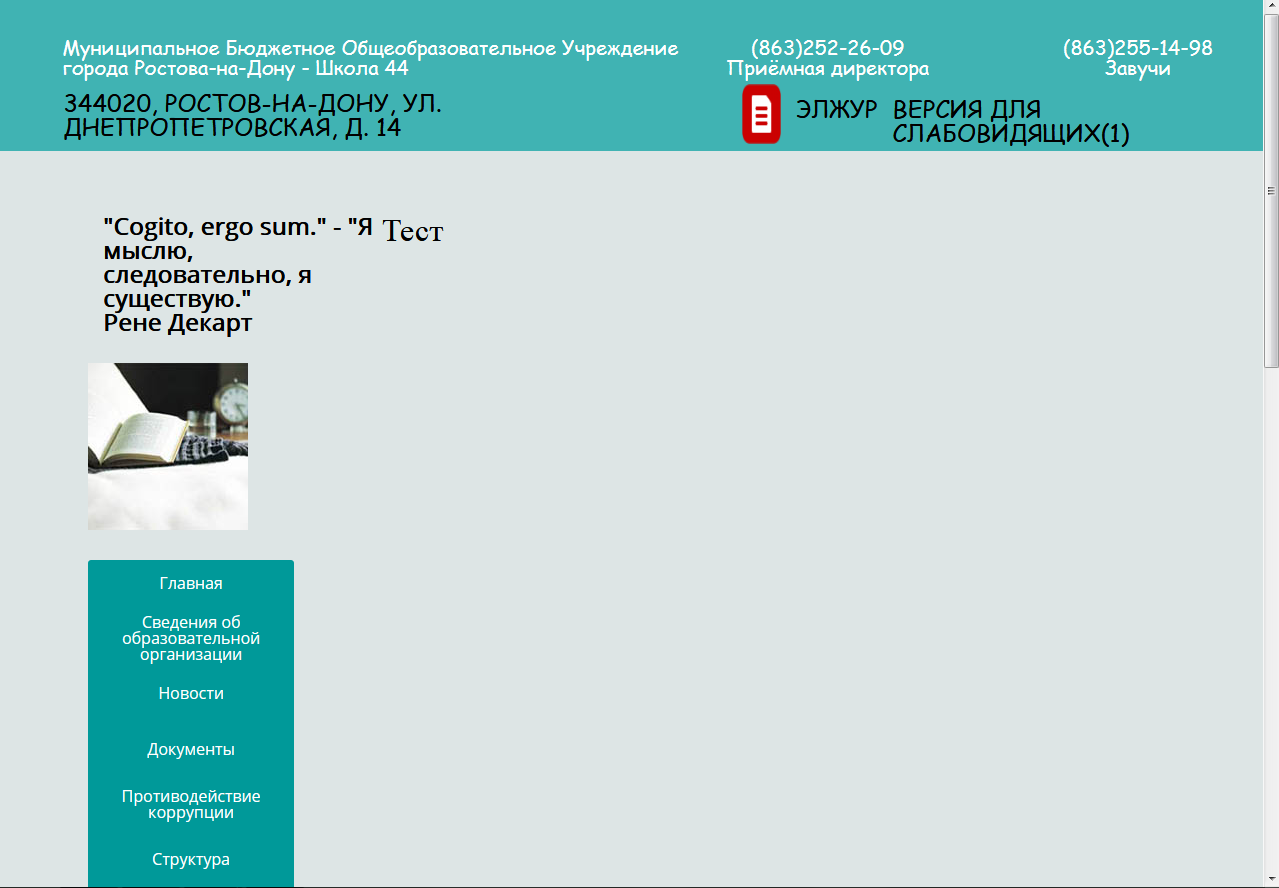 Муниципальное Бюджетное Общеобразовательное Учреждение
города Ростова-на-Дону - Школа 44
(863)252-26-09
Приёмная директора
(863)255-14-98
Завучи
344020, РОСТОВ-НА-ДОНУ, УЛ.
ДНЕПРОПЕТРОВСКАЯ, Д. 14
ЭЛЖУР
ВЕРСИЯ ДЛЯ
СЛАБОВИДЯЩИХ(1)
"Cogito, ergo sum." - "Я
мыслю,
следовательно, я
существую."
Рене Декарт
Тест
Главная
Сведения об
образовательной
организации
Новости
Документы
Противодействие
коррупции
Структура